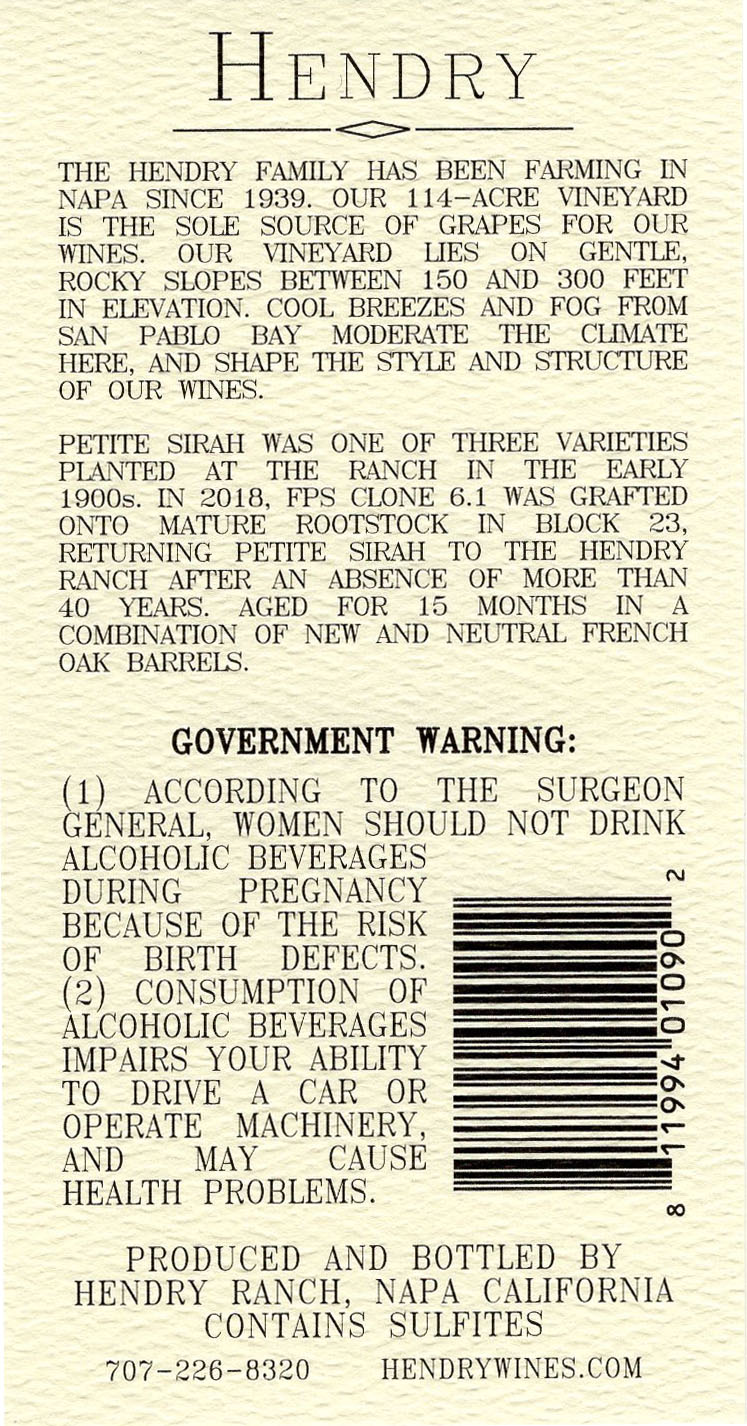 HENDRY
THE HENDRY FAMILY HAS BEEN FARMING IN
NAPA SINCE 1939. OUR 114-ACRE VINEYARD
IS THE SOLE SOURCE OF GRAPES FOR OUR
WINES. OUR VINEYARD LIES ON GENTLE,
ROCKY SLOPES BETWEEN 150 AND 300 FEET
IN ELEVATION. COOL BREEZES AND FOG FROM
SAN PABLO BAY MODERATE THE CLIMATE
HERE, AND SHAPE THE STYLE AND STRUCTURE
OF OUR WINES.
PETITE SIRAH WAS ONE OF THREE VARIETIES
PLANTED AT THE RANCH IN THE EARLY
1900s. IN 2018, FPS CLONE 6.1 WAS GRAFTED
ONTO MATURE ROOTSTOCK IN BLOCK 23,
RETURNING PETITE SIRAH TO THE HENDRY
RANCH AFTER AN ABSENCE OF MORE THAN
40 YEARS. AGED FOR 15 MONTHS IN A
COMBINATION OF NEW AND NEUTRAL FRENCH
OAK BARRELS.
GOVERNMENT WARNING:
(1) ACCORDING TO THE SURGEON
GENERAL, WOMEN SHOULD NOT DRINK
ALCOHOLIC BEVERAGES
DURING PREGNANCY
BECAUSE OF THE RISK
OF BIRTH DEFECTS.
(2) CONSUMPTION OF
ALCOHOLIC BEVERAGES
IMPAIRS YOUR ABILITY
TO DRIVE A CAR OR
OPERATE MACHINERY,
AND MAY CAUSE
HEALTH PROBLEMS.
8 11994 01090 2
PRODUCED AND BOTTLED BY
HENDRY RANCH, NAPA CALIFORNIA
CONTAINS SULFITES
707-226-8320 HENDRYWINES.COM